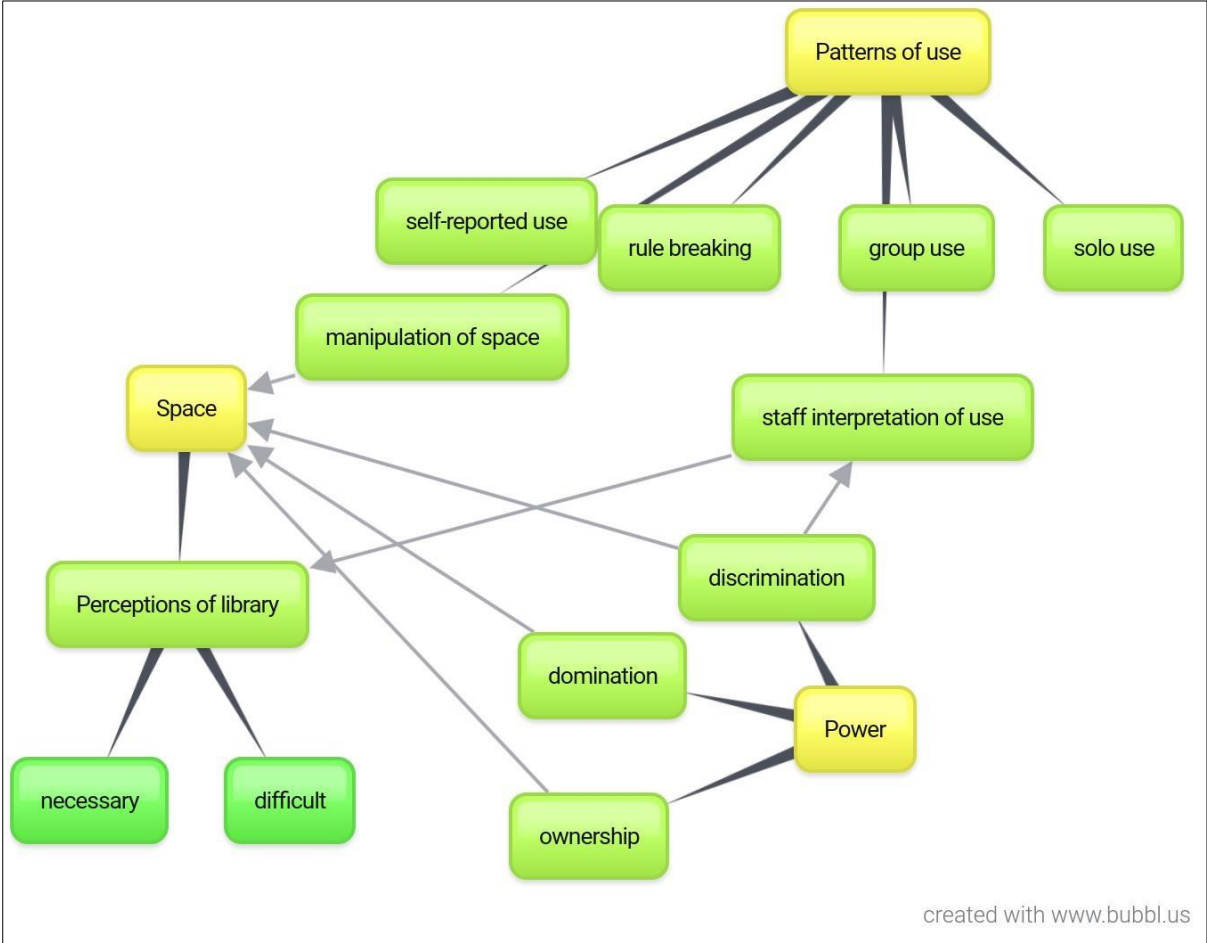 Patterns of use
self-reported use
rule breaking
group use
solo use
manipulation of space
Space
staff interpretation of use
discrimination
Perceptions of library
domination
Power
necessary
difficult
ownership
created with www.bubbl.us